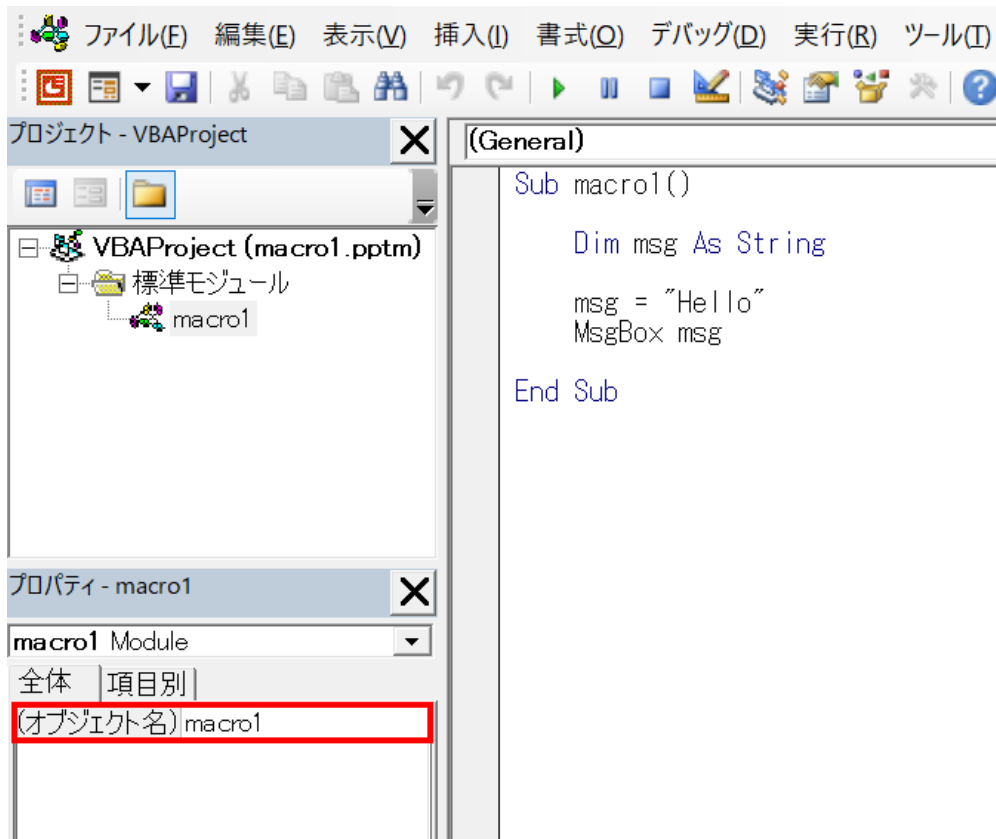 ファイル(F) 編集(E) 表示(V) 挿入(I) 書式(O) デバッグ(D) 実行(R) ツール(T)
プロジェクト - VBAProject
VBAProject (macro1.pptm)
標準モジュール
macro1
プロパティ - macro1
macro1 Module
全体 項目別
(オブジェクト名) macro1
(General)
Sub macro1()
Dim msg As String
msg = "Hello"
MsgBox msg
End Sub